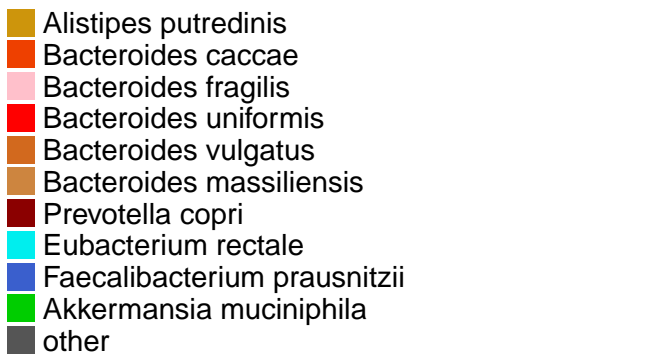 Alistipes putredinis
Bacteroides caccae
Bacteroides fragilis
Bacteroides uniformis
Bacteroides vulgatus
Bacteroides massiliensis
Prevotella copri
Eubacterium rectale
Faecalibacterium prausnitzii
Akkermansia muciniphila
other